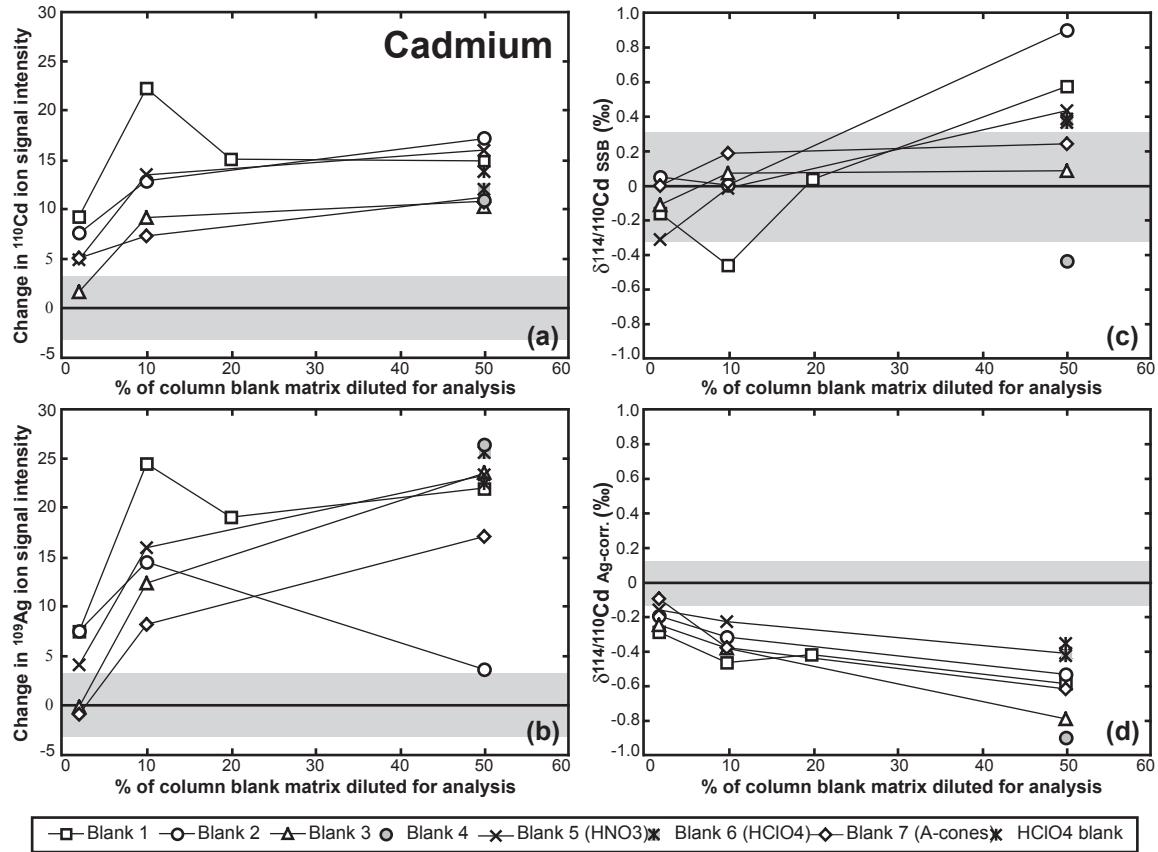 Cadmium
30
25
20
15
10
5
0
-5
Change in ¹¹⁰Cd ion signal intensity
(a)
0 10 20 30 40 50 60
% of column blank matrix diluted for analysis
1.0
0.8
0.6
0.4
0.2
0
-0.2
-0.4
-0.6
-0.8
-1.0
δ114/110Cd SSB (‰)
(c)
0 10 20 30 40 50 60
% of column blank matrix diluted for analysis
30
25
20
15
10
5
0
-5
Change in ¹⁰⁹Ag ion signal intensity
(b)
0 10 20 30 40 50 60
% of column blank matrix diluted for analysis
1.0
0.8
0.6
0.4
0.2
0
-0.2
-0.4
-0.6
-0.8
-1.0
δ114/110Cd Ag-corr. (‰)
(d)
0 10 20 30 40 50 60
% of column blank matrix diluted for analysis
Blank 1 Blank 2 Blank 3 Blank 4 Blank 5 (HNO3) Blank 6 (HClO4) Blank 7 (A-cones) HClO4 blank